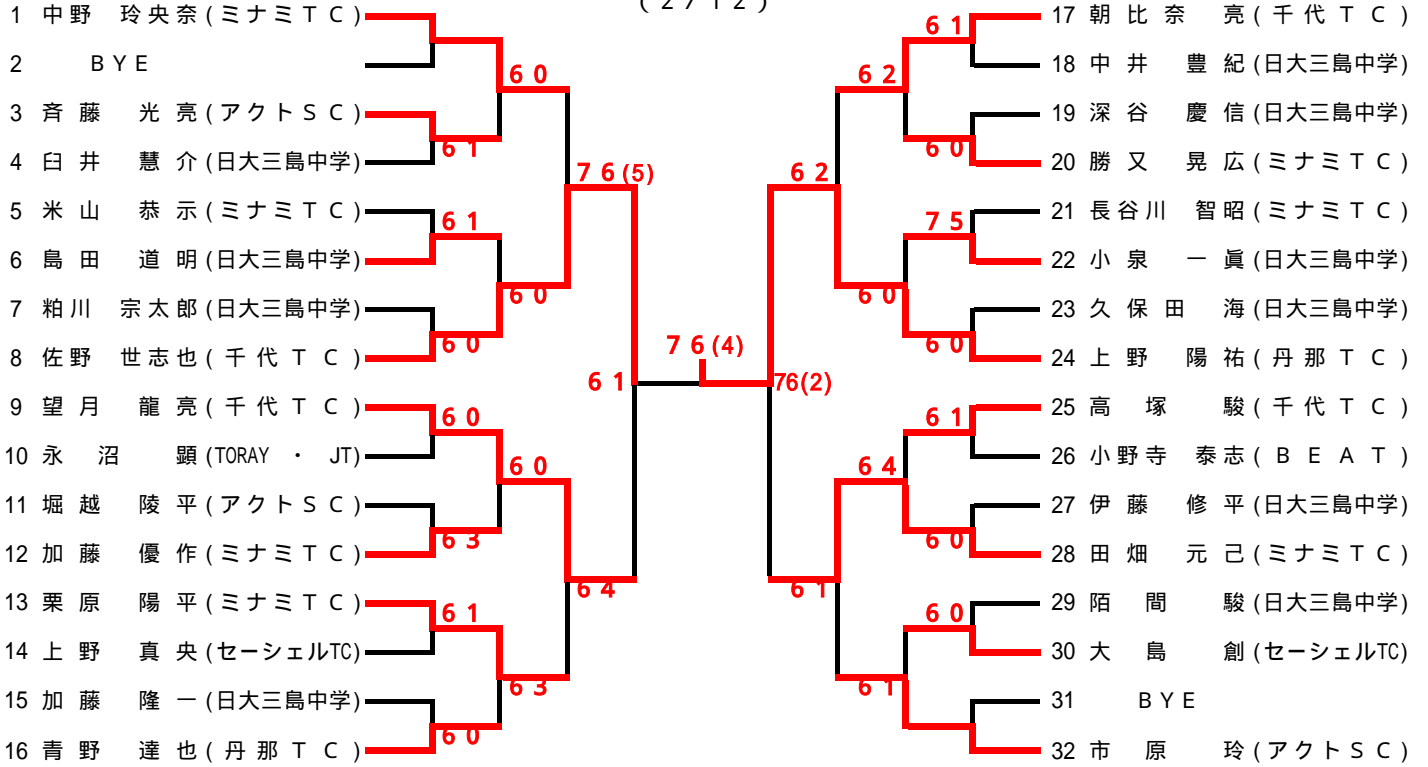 (2712)
1 中野 玲央奈(ミナミTC)
2 BYE
3 斉藤 光亮(アクトSC)
4 臼井 慧介(日大三島中学)
5 米山 恭示(ミナミTC)
6 島田 道明(日大三島中学)
7 粕川 宗太郎(日大三島中学)
8 佐野 世志也(千代TC)
9 望月 龍亮(千代TC)
10 永沼 顕(TORAY ・ JT)
11 堀越 陵平(アクトSC)
12 加藤 優作(ミナミTC)
13 栗原 陽平(ミナミTC)
14 上野 真央(セーシェルTC)
15 加藤 隆一(日大三島中学)
16 青野 達也(丹那TC)
61
61
60
63
61
60
60
60
60
63
60
76(5)
64
61
76(4)
76(2)
62
61
62
60
64
61
61
60
75
60
61
60
60
17 朝比奈 亮(千代TC)
18 中井 豊紀(日大三島中学)
19 深谷 慶信(日大三島中学)
20 勝又 晃広(ミナミTC)
21 長谷川 智昭(ミナミTC)
22 小泉 一眞(日大三島中学)
23 久保田 海(日大三島中学)
24 上野 陽祐(丹那TC)
25 高塚 駿(千代TC)
26 小野寺 泰志(BEAT)
27 伊藤 修平(日大三島中学)
28 田畑 元己(ミナミTC)
29 陌間 駿(日大三島中学)
30 大島 創(セーシェルTC)
31 BYE
32 市原 玲(アクトSC)